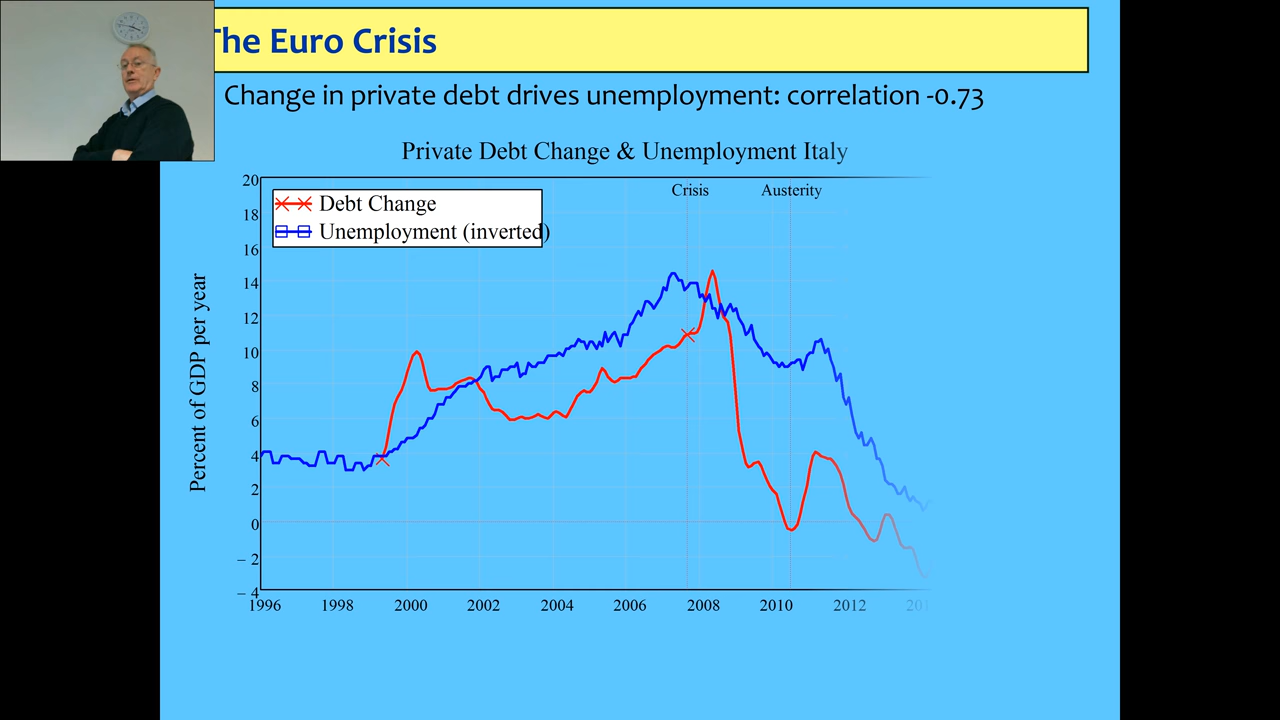 The Euro Crisis
Change in private debt drives unemployment: correlation -0.73
Private Debt Change & Unemployment Italy
Crisis
Austerity
Debt Change
Unemployment (inverted)
Percent of GDP per year
20
18
16
14
12
10
8
6
4
2
0
– 2
– 4
1996 1998 2000 2002 2004 2006 2008 2010 2012